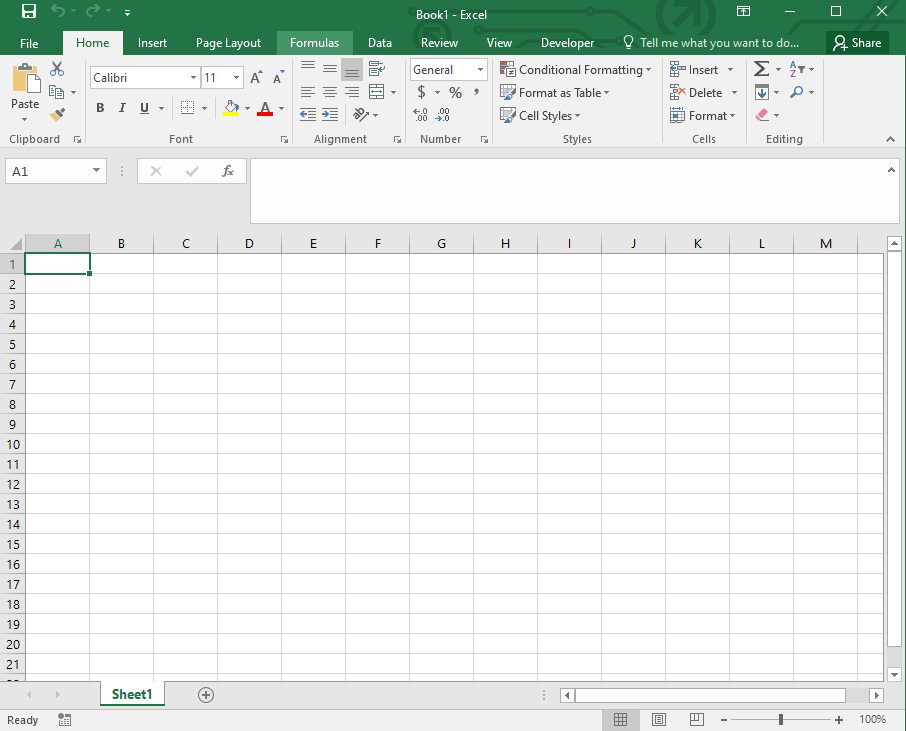 Book1 - Excel
File Home Insert Page Layout Formulas Data Review View Developer Tell me what you want to do... Share
Calibri 11 General Conditional Formatting Insert
Paste B I U A $ % , Format as Table Delete
Cell Styles Format
Clipboard Font Alignment Number Styles Cells Editing
A1 fx
A B C D E F G H I J K L M
1
2
3
4
5
6
7
8
9
10
11
12
13
14
15
16
17
18
19
20
21
Sheet1
Ready 100%